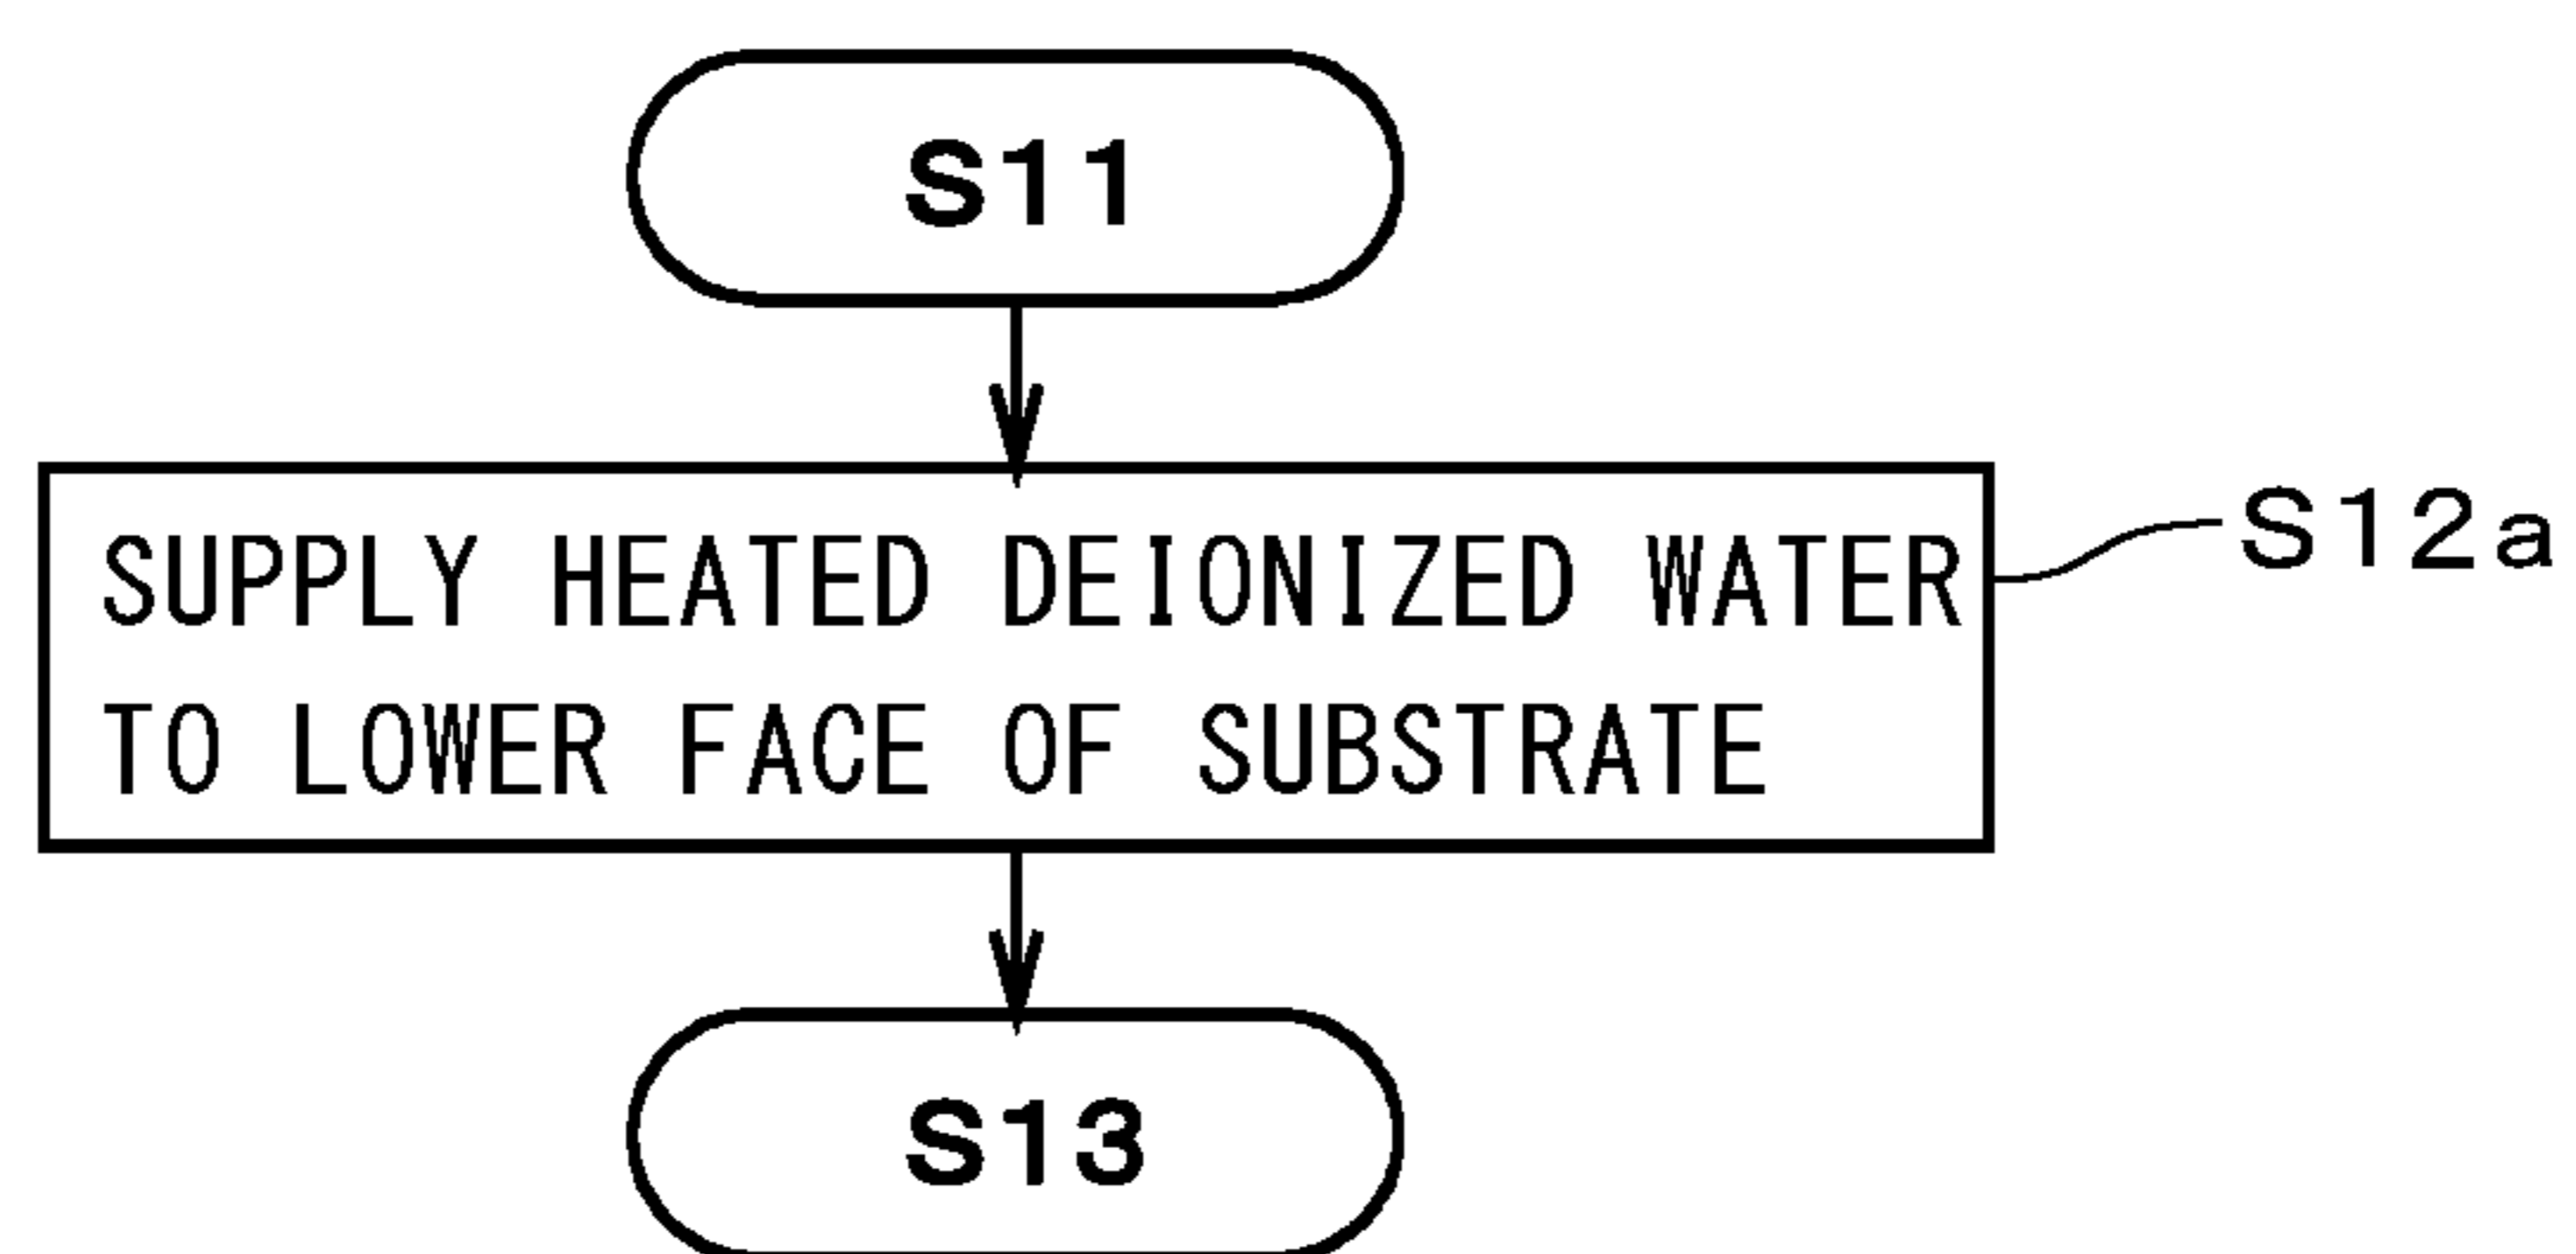 S11
SUPPLY HEATED DEIONIZED WATER
TO LOWER FACE OF SUBSTRATE
S12a
S13